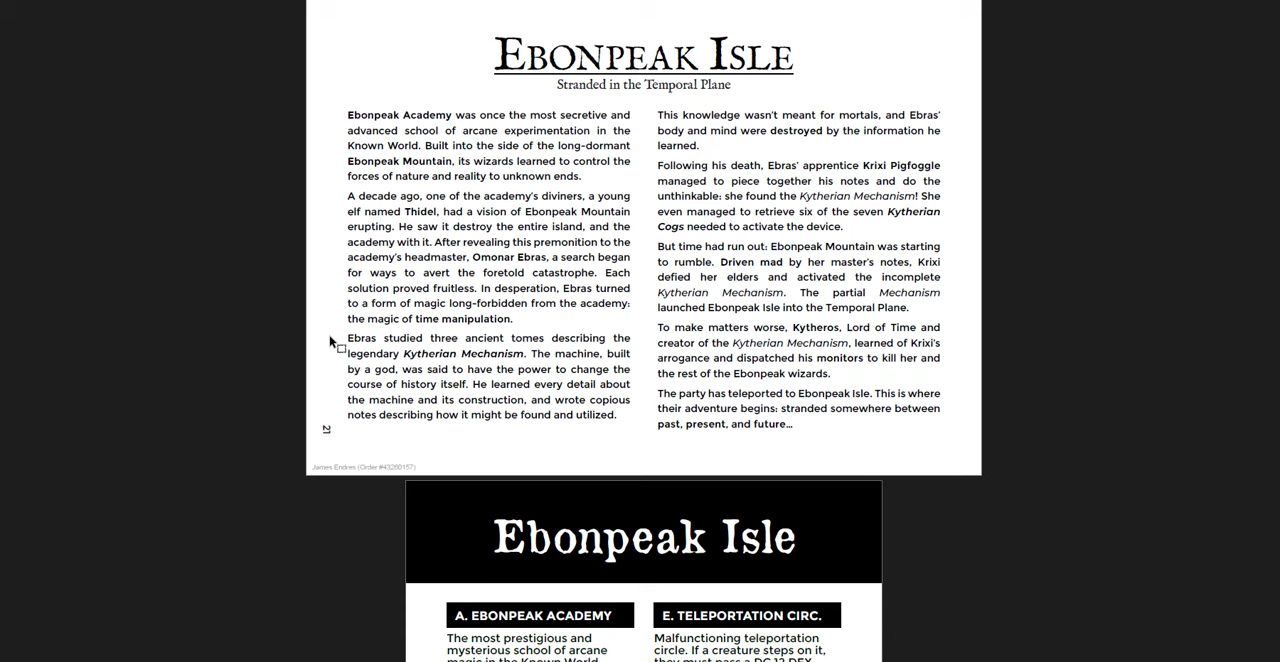 Ebonpeak Isle
Stranded in the Temporal Plane
Ebonpeak Academy was once the most secretive and
advanced school of arcane experimentation in the
Known World. Built into the side of the long-dormant
Ebonpeak Mountain, its wizards learned to control the
forces of nature and reality to unknown ends.
A decade ago, one of the academy's diviners, a young
elf named Thidel, had a vision of Ebonpeak Mountain
erupting. He saw it destroy the entire island, and the
academy with it. After revealing this premonition to the
academy's headmaster, Omonar Ebras, a search began
for ways to avert the foretold catastrophe. Each
solution proved fruitless. In desperation, Ebras turned
to a form of magic long-forbidden from the academy:
the magic of time manipulation.
Ebras studied three ancient tomes describing the
legendary Kytherian Mechanism. The machine, built
by a god, was said to have the power to change the
course of history itself. He learned every detail about
the machine and its construction, and wrote copious
notes describing how it might be found and utilized.
This knowledge wasn't meant for mortals, and Ebras'
body and mind were destroyed by the information he
learned.
Following his death, Ebras' apprentice Krixi Pigfoggle
managed to piece together his notes and do the
unthinkable: she found the Kytherian Mechanism! She
even managed to retrieve six of the seven Kytherian
Cogs needed to activate the device.
But time had run out: Ebonpeak Mountain was starting
to rumble. Driven mad by her master's notes, Krixi
defied her elders and activated the incomplete
Kytherian Mechanism. The partial Mechanism
launched Ebonpeak Isle into the Temporal Plane.
To make matters worse, Kytheros, Lord of Time and
creator of the Kytherian Mechanism, learned of Krixi's
arrogance and dispatched his monitors to kill her and
the rest of the Ebonpeak wizards.
The party has teleported to Ebonpeak Isle. This is where
their adventure begins: stranded somewhere between
past, present, and future...
21
James Endres (Order #43260157)
Ebonpeak Isle
A. EBONPEAK ACADEMY
The most prestigious and
mysterious school of arcane
magic in the Known World.
E. TELEPORTATION CIRC.
Malfunctioning teleportation
circle. If a creature steps on it,
they must pass a DC 12 DEX